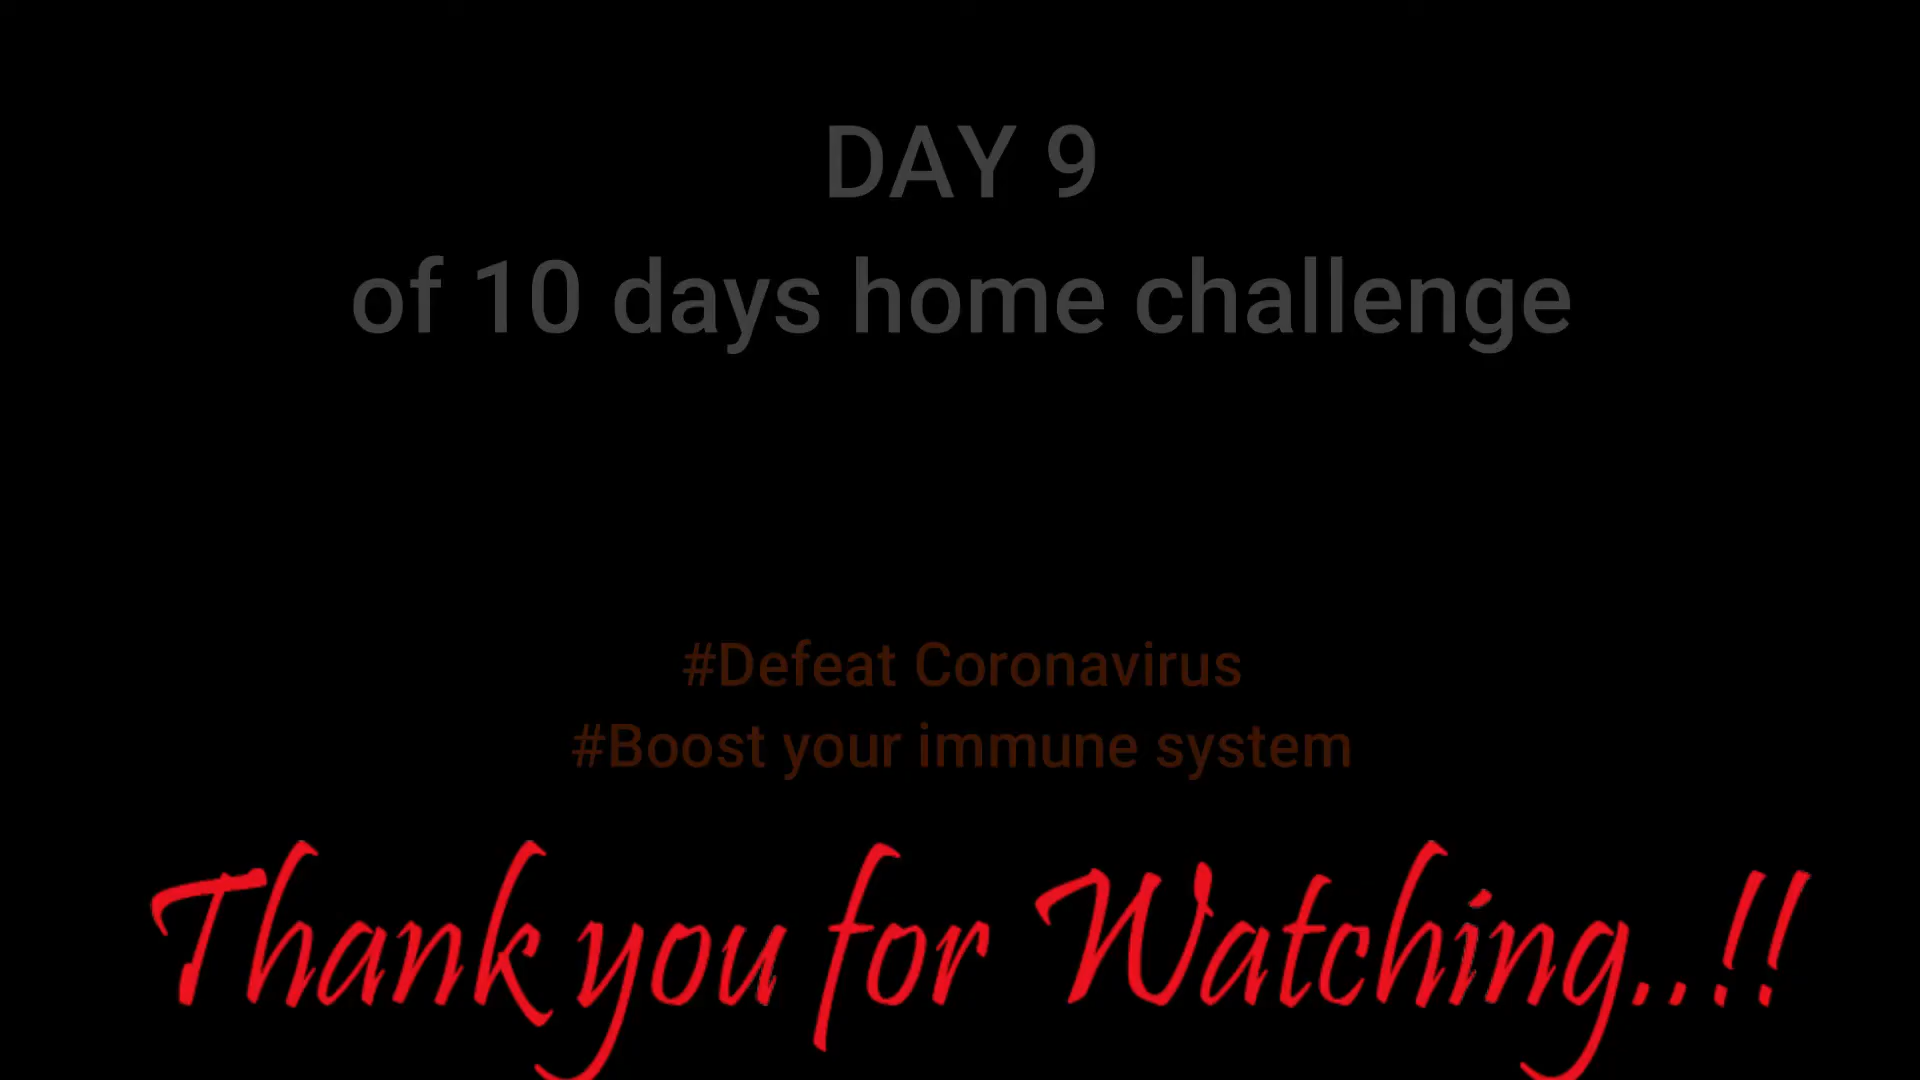 DAY 9
of 10 days home challenge
#Defeat Coronavirus
#Boost your immune system
Thank you for Watching..!!